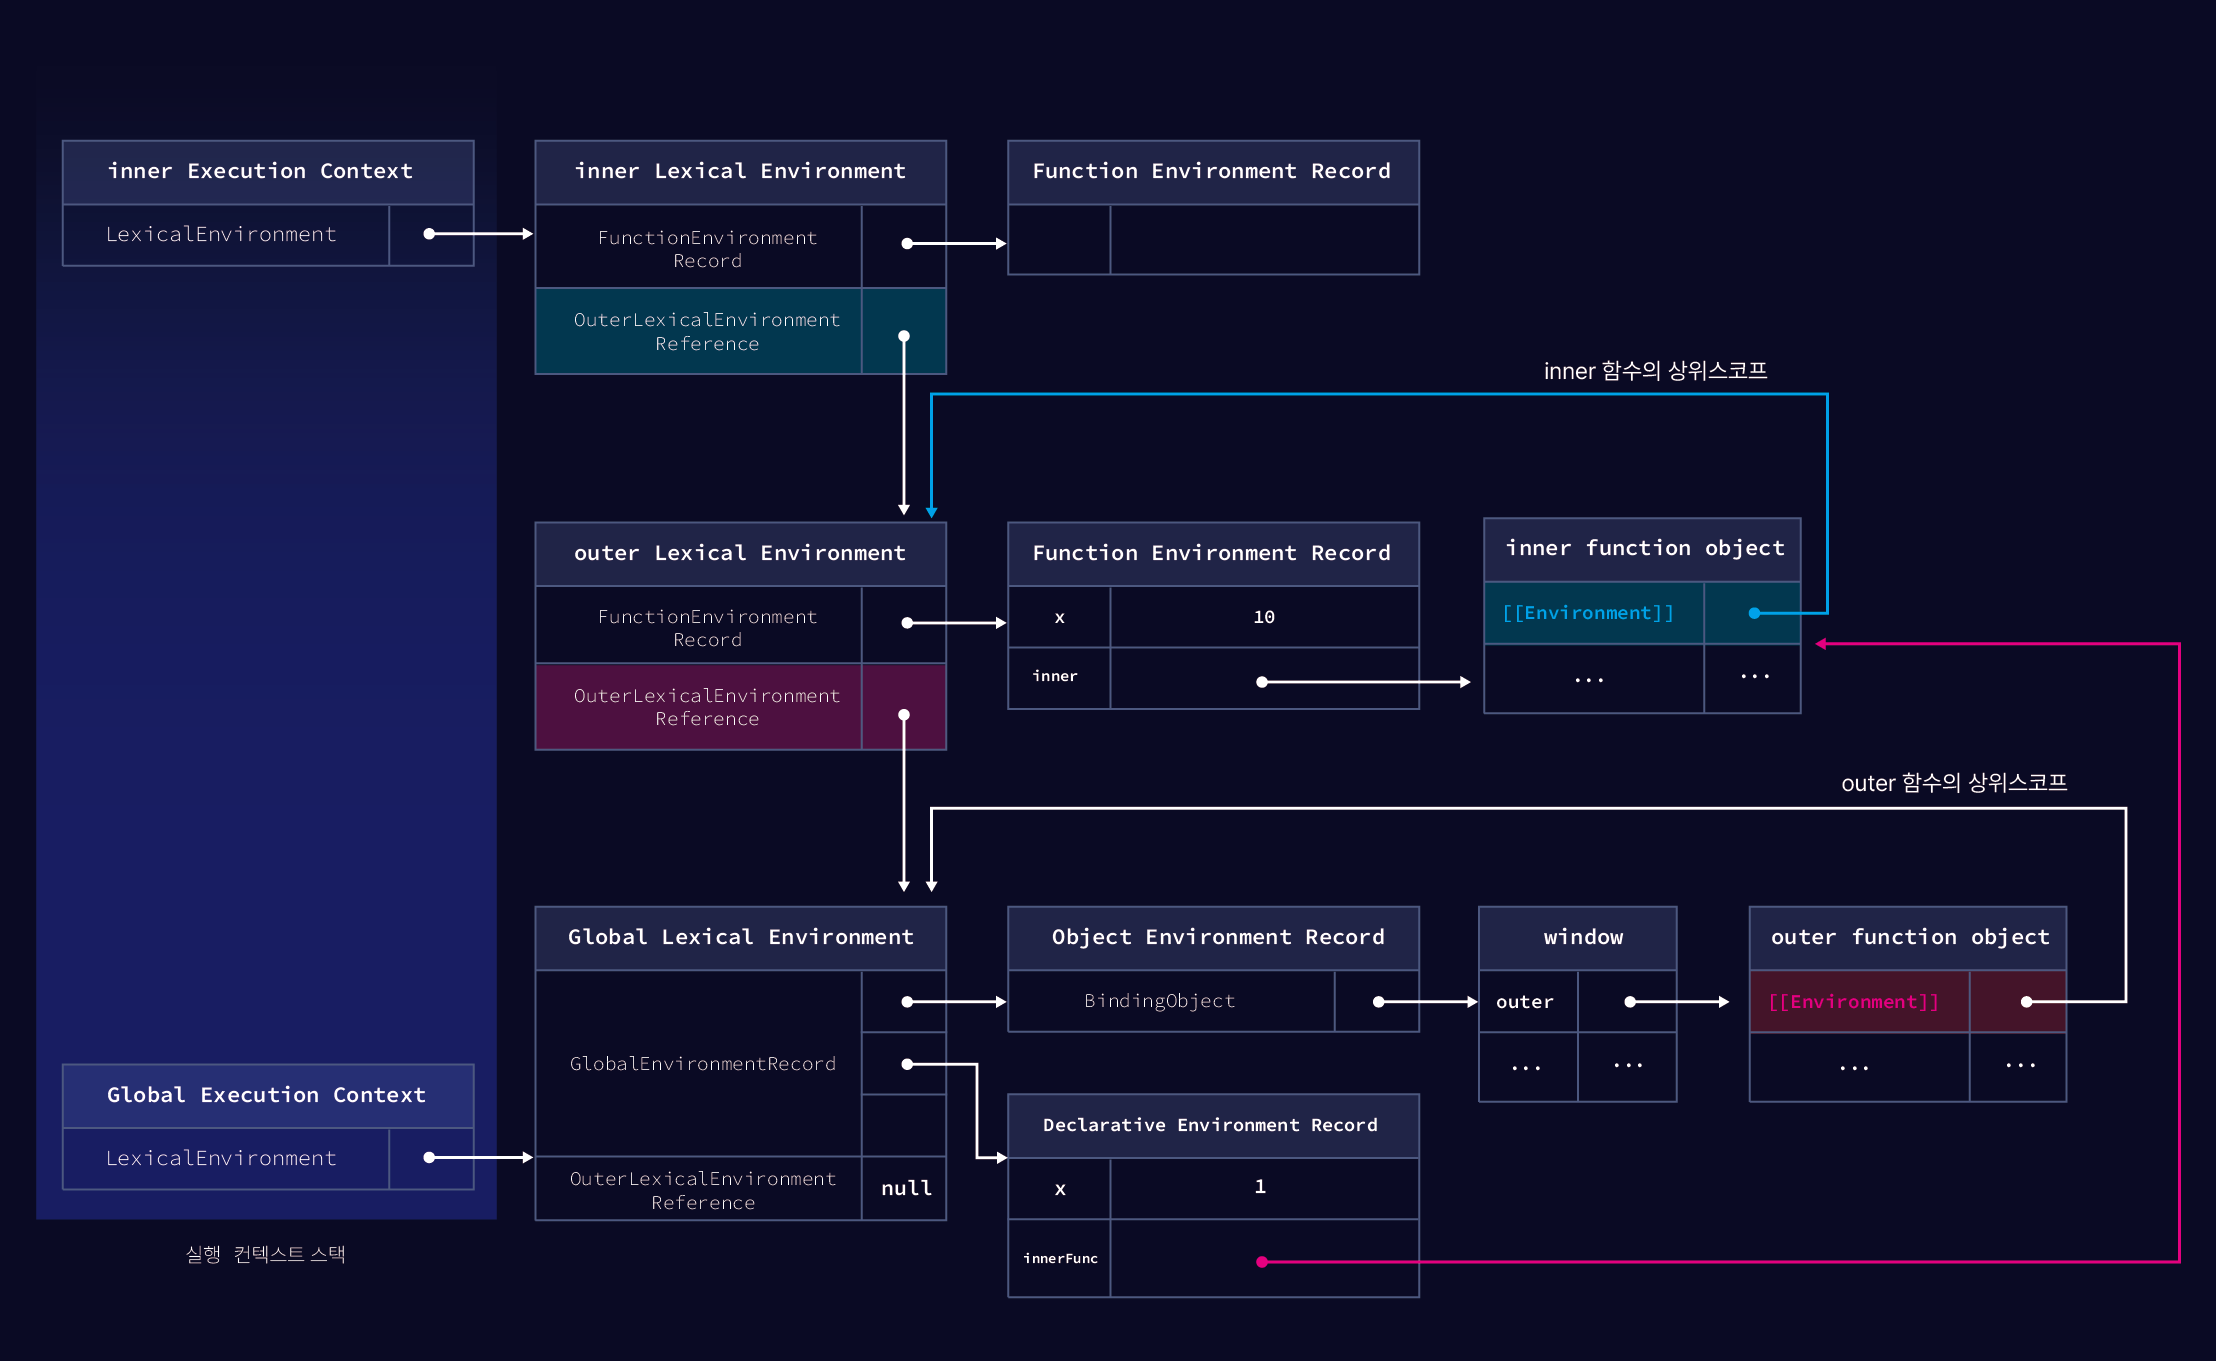 inner Execution Context
LexicalEnvironment
inner Lexical Environment
FunctionEnvironment
Record
OuterLexicalEnvironment
Reference
Function Environment Record
inner 함수의 상위스코프
outer Lexical Environment
FunctionEnvironment
Record
OuterLexicalEnvironment
Reference
Function Environment Record
x
10
inner
inner function object
[[Environment]]
...
...
outer 함수의 상위스코프
Global Lexical Environment
GlobalEnvironmentRecord
OuterLexicalEnvironment
Reference
null
Object Environment Record
BindingObject
window
outer
...
...
outer function object
[[Environment]]
...
...
Global Execution Context
LexicalEnvironment
Declarative Environment Record
x
1
innerFunc
실행 컨텍스트 스택